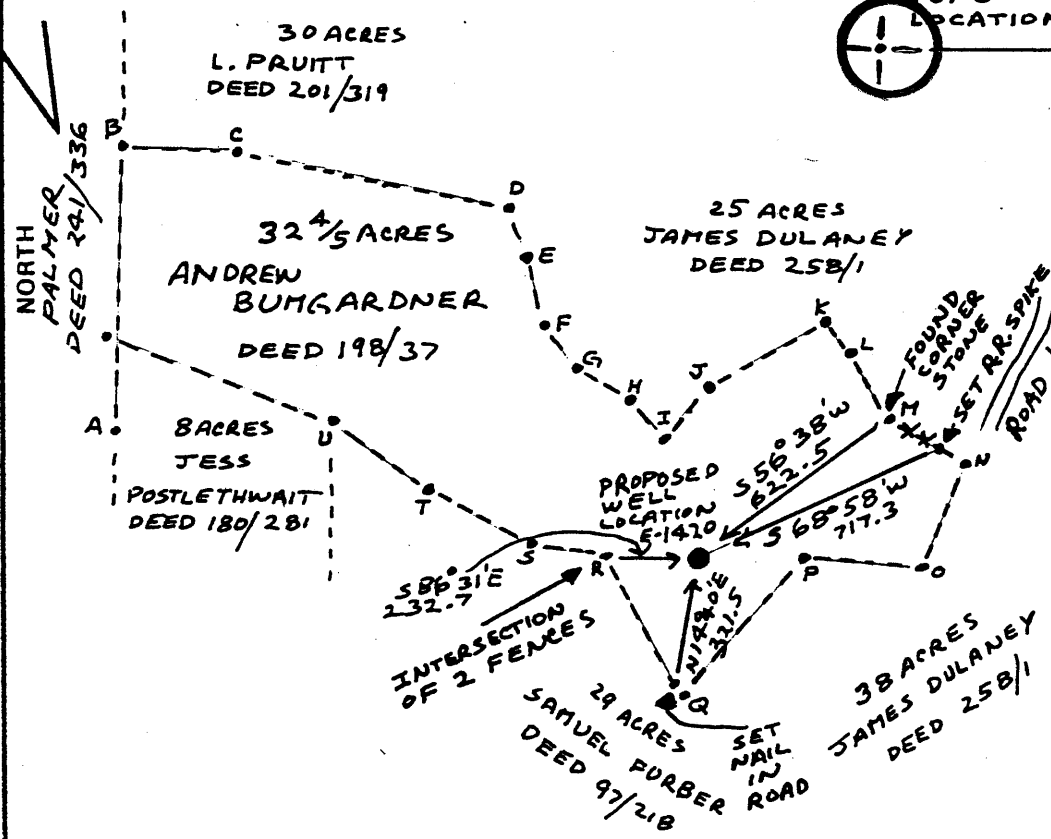 LOCATION
30 ACRES
L. PRUITT
DEED 201/319
B
C
D
E
F
G
H
I
J
K
L
M
N
O
P
Q
R
S
T
U
A
NORTH
PALMER
DEED 241/336
32 4/5 ACRES
ANDREW
BUMGARDNER
DEED 198/37
25 ACRES
JAMES DULANEY
DEED 258/1
FOUND
CORNER
STONE
SET R.R. SPIKE
ROAD
8 ACRES
JESS
POSTLETHWAIT
DEED 180/281
PROPOSED
WELL
LOCATION
E-1420
S 56° 38' W
622.5
S 68° 58' W
717.3
S 86° 31' E
232.7
INTERSECTION
OF 2 FENCES
321.5
29 ACRES
SAMUEL FURBER
DEED 97/218
SET
NAIL
IN
ROAD
38 ACRES
JAMES DULANEY
DEED 258/1